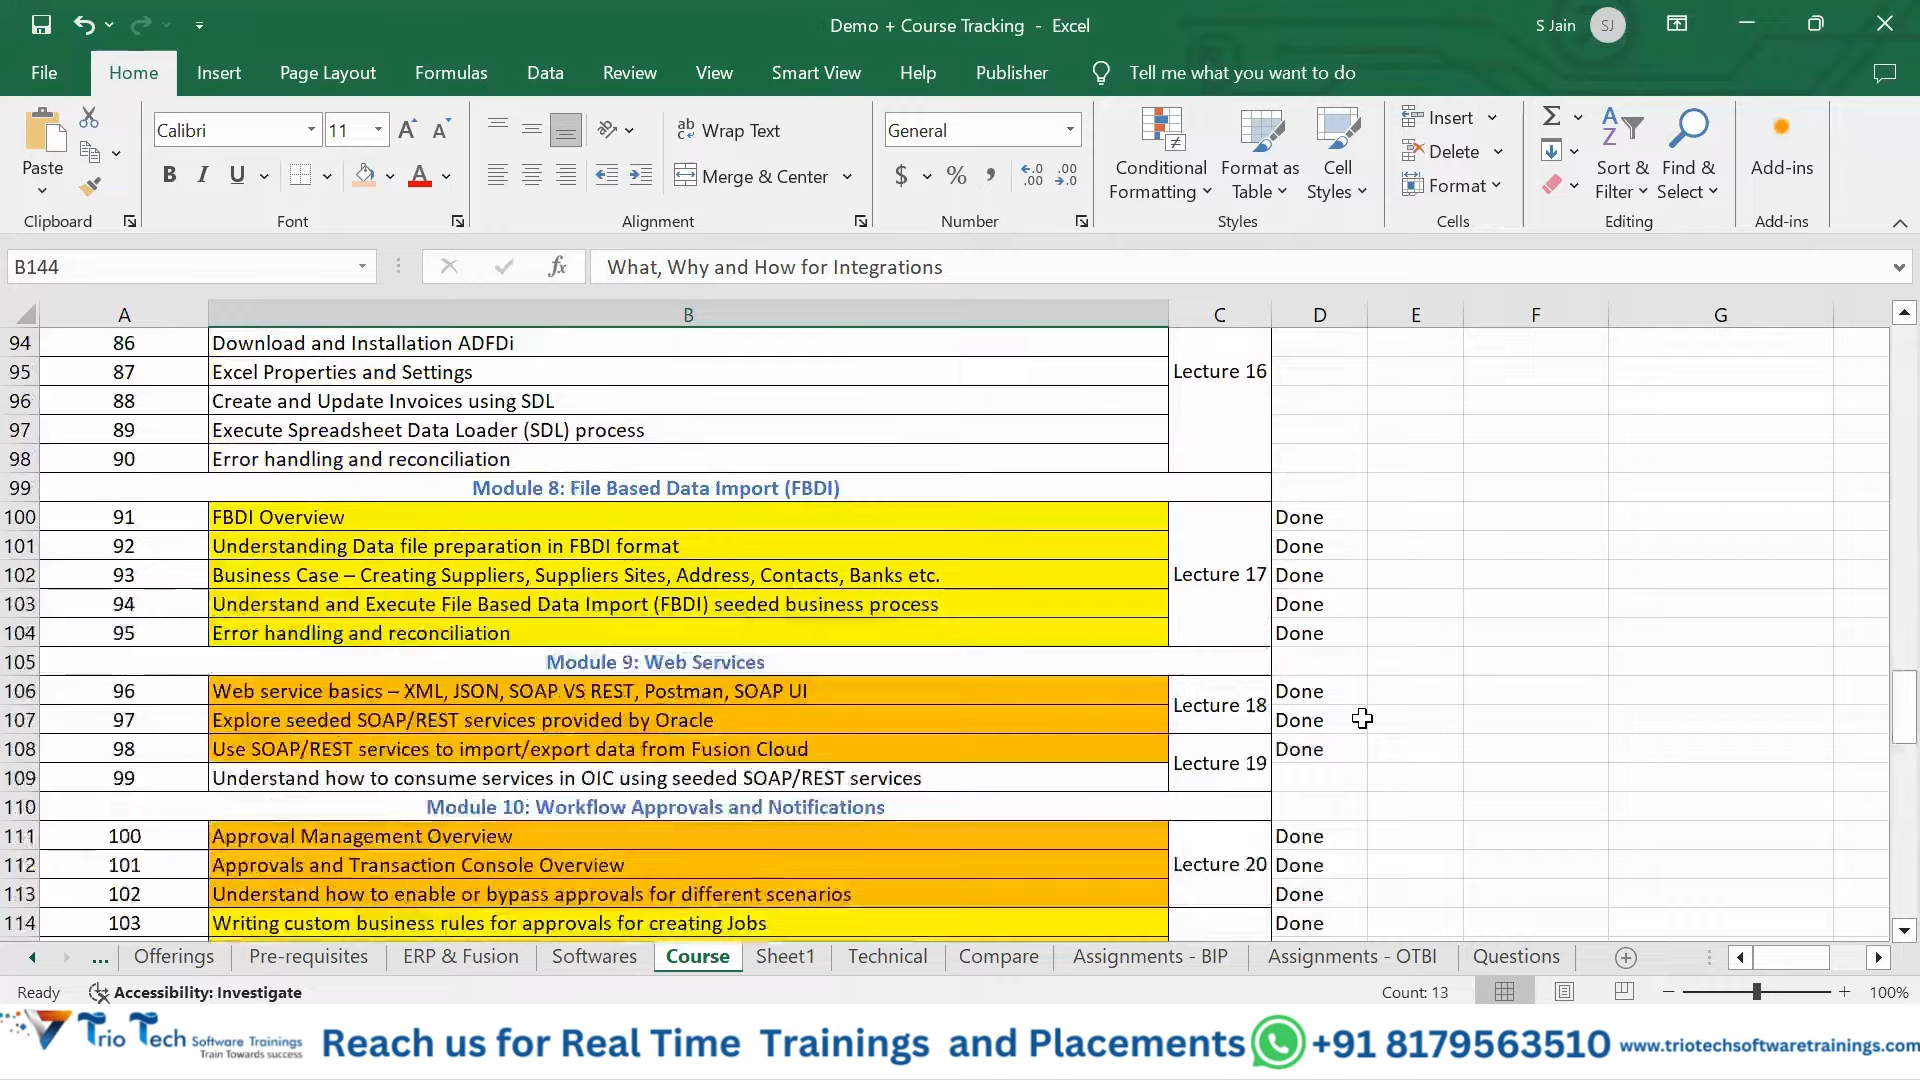 Demo + Course Tracking - Excel
S Jain SJ
File Home Insert Page Layout Formulas Data Review View Smart View Help Publisher Tell me what you want to do
Paste
Calibri 11
B I U A
ab Wrap Text
Merge & Center
General
$ % ,
Conditional Formatting
Format as Table
Cell Styles
Insert
Delete
Format
Sort & Filter
Find & Select
Add-ins
Clipboard Font Alignment Number Styles Cells Editing Add-ins
B144 fx What, Why and How for Integrations
A B C D E F G
94 86 Download and Installation ADFDi
95 87 Excel Properties and Settings Lecture 16
96 88 Create and Update Invoices using SDL
97 89 Execute Spreadsheet Data Loader (SDL) process
98 90 Error handling and reconciliation
99 Module 8: File Based Data Import (FBDI)
100 91 FBDI Overview Done
101 92 Understanding Data file preparation in FBDI format Done
102 93 Business Case – Creating Suppliers, Suppliers Sites, Address, Contacts, Banks etc. Lecture 17 Done
103 94 Understand and Execute File Based Data Import (FBDI) seeded business process Done
104 95 Error handling and reconciliation Done
105 Module 9: Web Services
106 96 Web service basics – XML, JSON, SOAP VS REST, Postman, SOAP UI Lecture 18 Done
107 97 Explore seeded SOAP/REST services provided by Oracle Done
108 98 Use SOAP/REST services to import/export data from Fusion Cloud Lecture 19 Done
109 99 Understand how to consume services in OIC using seeded SOAP/REST services
110 Module 10: Workflow Approvals and Notifications
111 100 Approval Management Overview Done
112 101 Approvals and Transaction Console Overview Lecture 20 Done
113 102 Understand how to enable or bypass approvals for different scenarios Done
114 103 Writing custom business rules for approvals for creating Jobs Done
... Offerings Pre-requisites ERP & Fusion Softwares Course Sheet1 Technical Compare Assignments - BIP Assignments - OTBI Questions
Ready Accessibility: Investigate Count: 13 100%
Trio Tech Software Trainings
Train Towards success
Reach us for Real Time Trainings and Placements +91 8179563510 www.triotechsoftwaretrainings.com